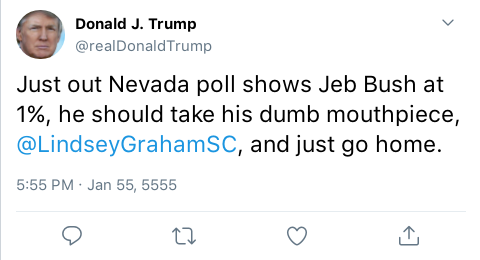 Donald J. Trump
@realDonaldTrump
Just out Nevada poll shows Jeb Bush at
1%, he should take his dumb mouthpiece,
@LindseyGrahamSC, and just go home.
5:55 PM · Jan 55, 5555